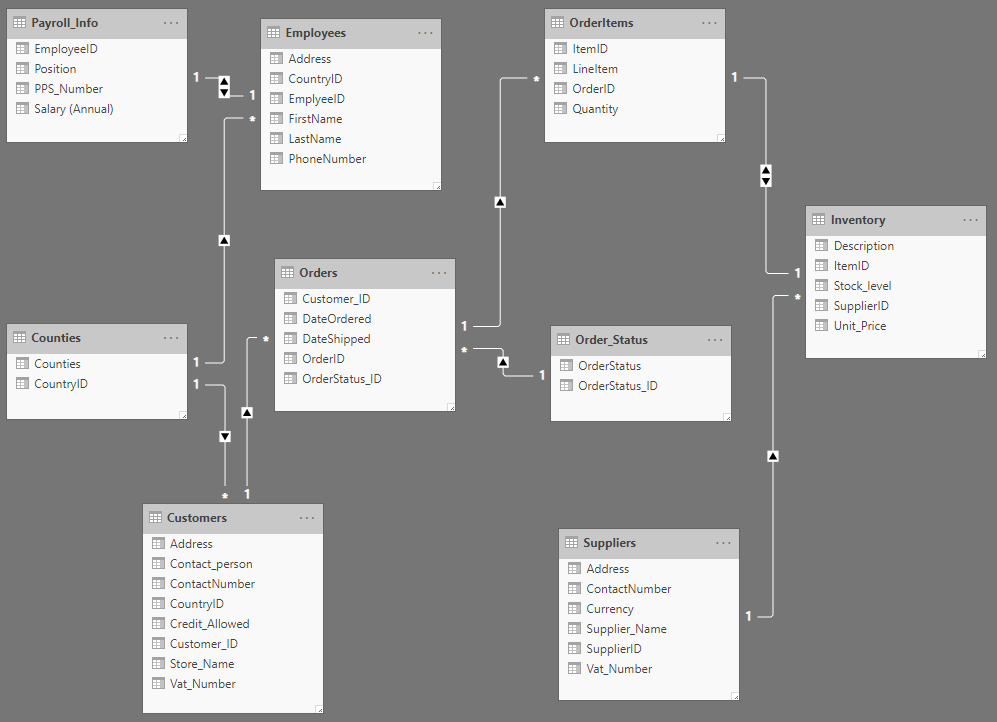 Payroll_Info ...
EmployeeID
Position
PPS_Number
Salary (Annual)
Employees ...
Address
CountryID
EmplyeeID
FirstName
LastName
PhoneNumber
OrderItems ...
ItemID
LineItem
OrderID
Quantity
1
1
*
*
1
Inventory ...
Description
ItemID
Stock_level
SupplierID
Unit_Price
1
*
Orders ...
Customer_ID
DateOrdered
DateShipped
OrderID
OrderStatus_ID
1
*
*
Order_Status ...
OrderStatus
OrderStatus_ID
1
Counties ...
Counties
CountryID
1
1
*
1
Customers ...
Address
Contact_person
ContactNumber
CountryID
Credit_Allowed
Customer_ID
Store_Name
Vat_Number
Suppliers ...
Address
ContactNumber
Currency
Supplier_Name
SupplierID
Vat_Number
1